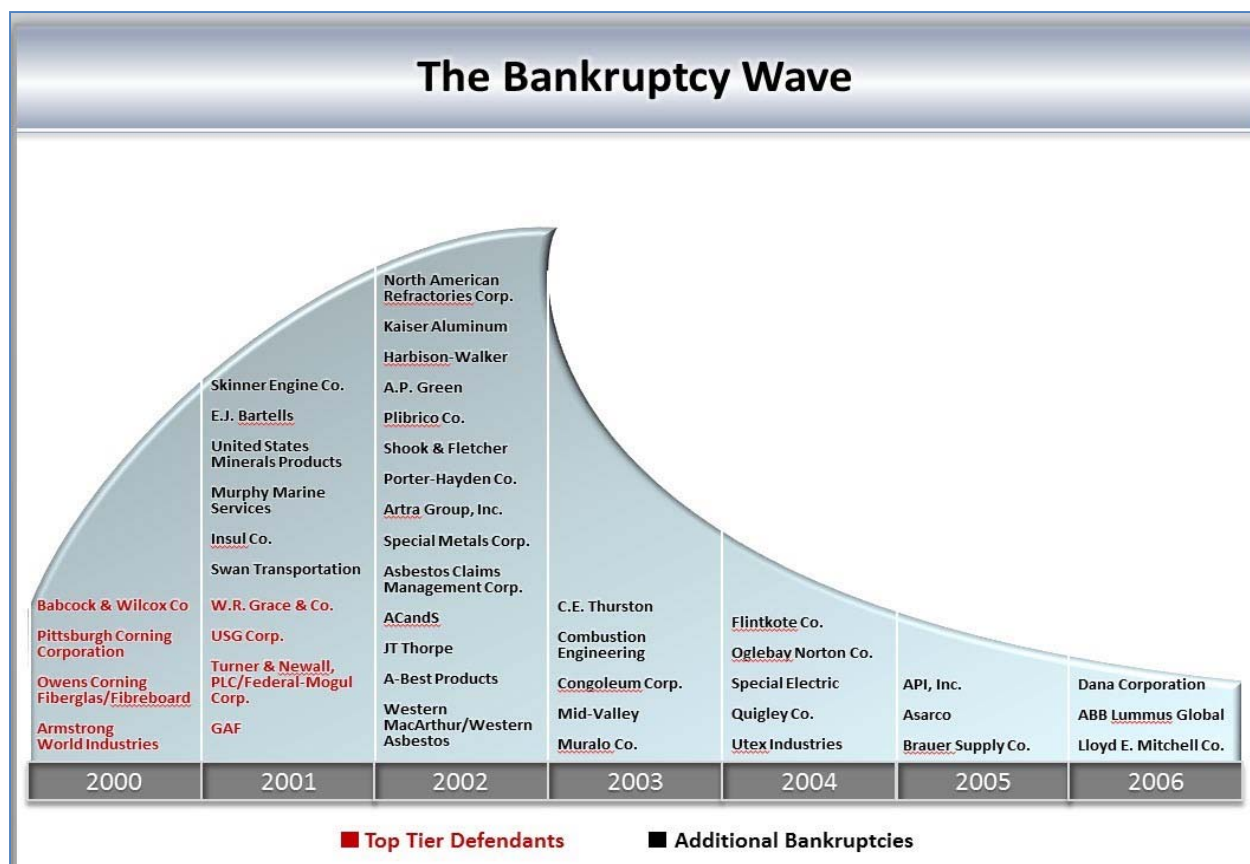 The Bankruptcy Wave
Babcock & Wilcox Co
Pittsburgh Corning
Corporation
Owens Corning
Fiberglas/Fibreboard
Armstrong
World Industries
Skinner Engine Co.
E.J. Bartells
United States
Minerals Products
Murphy Marine
Services
Insul Co.
Swan Transportation
W.R. Grace & Co.
USG Corp.
Turner & Newall,
PLC/Federal-Mogul
Corp.
GAF
North American
Refractories Corp.
Kaiser Aluminum
Harbison-Walker
A.P. Green
Plibrico Co.
Shook & Fletcher
Porter-Hayden Co.
Artra Group, Inc.
Special Metals Corp.
Asbestos Claims
Management Corp.
ACandS
JT Thorpe
A-Best Products
Western
MacArthur/Western
Asbestos
C.E. Thurston
Combustion
Engineering
Congoleum Corp.
Mid-Valley
Muralo Co.
Flintkote Co.
Oglebay Norton Co.
Special Electric
Quigley Co.
Utex Industries
API, Inc.
Asarco
Brauer Supply Co.
Dana Corporation
ABB Lummus Global
Lloyd E. Mitchell Co.
2000 2001 2002 2003 2004 2005 2006
Top Tier Defendants Additional Bankruptcies